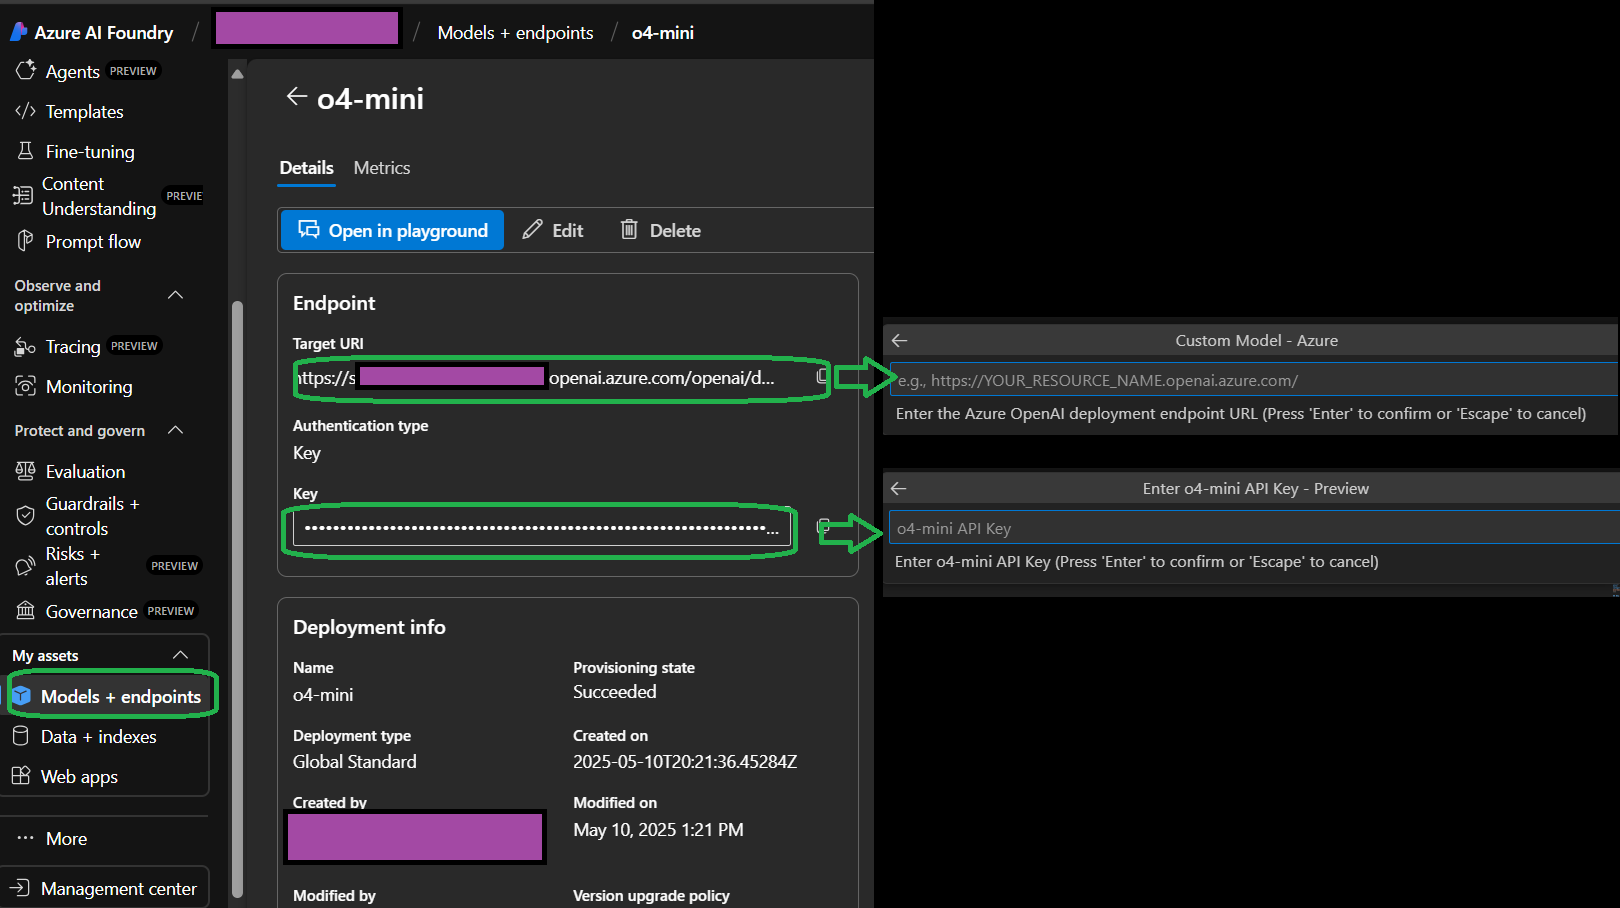 Azure AI Foundry / / Models + endpoints / o4-mini
Agents PREVIEW
Templates
Fine-tuning
Content
Understanding PREVIE
Prompt flow
Observe and
optimize
Tracing PREVIEW
Monitoring
Protect and govern
Evaluation
Guardrails +
controls
Risks +
alerts PREVIEW
Governance PREVIEW
My assets
Models + endpoints
Data + indexes
Web apps
... More
Management center
o4-mini
Details Metrics
Open in playground Edit Delete
Endpoint
Target URI
https://s openai.azure.com/openai/d...
Authentication type
Key
Key
••••••••••••••••••••••••••••••••••••••••••••••••••••••••••••••••...
Deployment info
Name
o4-mini
Provisioning state
Succeeded
Deployment type
Global Standard
Created on
2025-05-10T20:21:36.45284Z
Created by
Modified on
May 10, 2025 1:21 PM
Modified by
Version upgrade policy
Custom Model - Azure
e.g., https://YOUR_RESOURCE_NAME.openai.azure.com/
Enter the Azure OpenAI deployment endpoint URL (Press 'Enter' to confirm or 'Escape' to cancel)
Enter o4-mini API Key - Preview
o4-mini API Key
Enter o4-mini API Key (Press 'Enter' to confirm or 'Escape' to cancel)